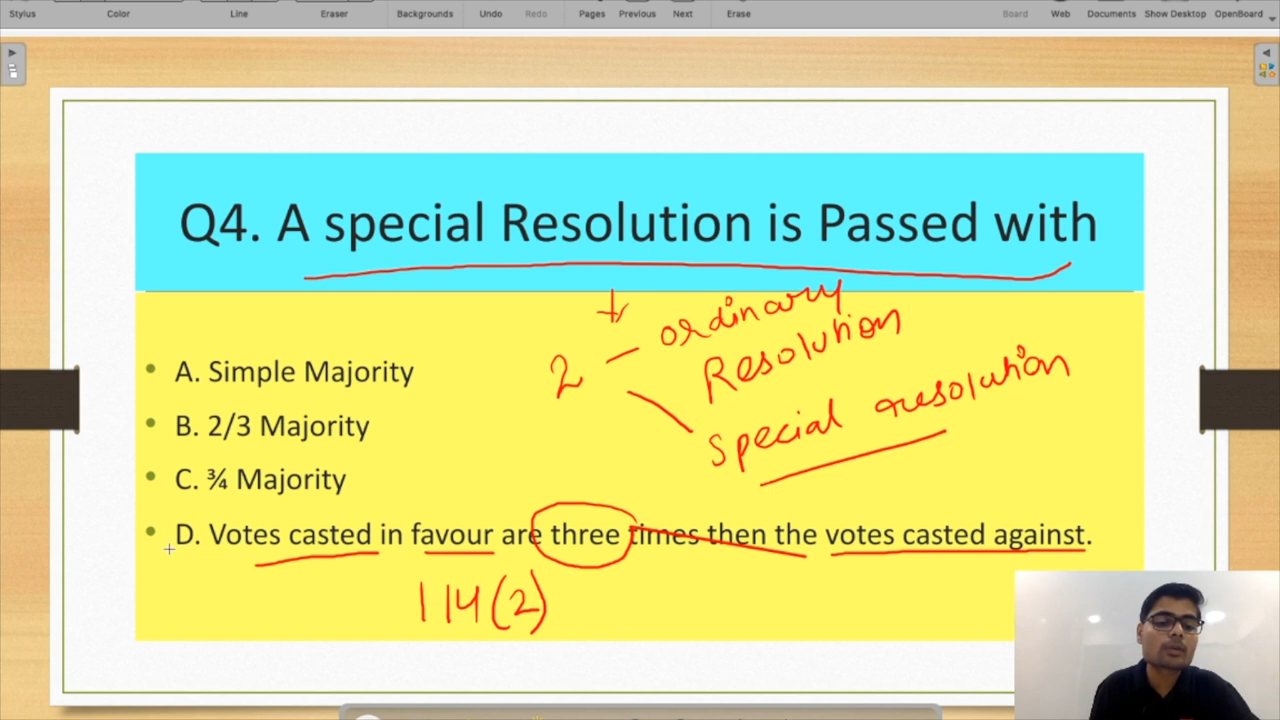 Stylus Color Line Eraser Backgrounds Undo Redo Pages Previous Next Erase Board Web Documents Show Desktop OpenBoard
Q4. A special Resolution is Passed with
2 – ordinary
Resolution
special resolution
• A. Simple Majority
• B. 2/3 Majority
• C. ¾ Majority
• D. Votes casted in favour are three times then the votes casted against.
114(2)